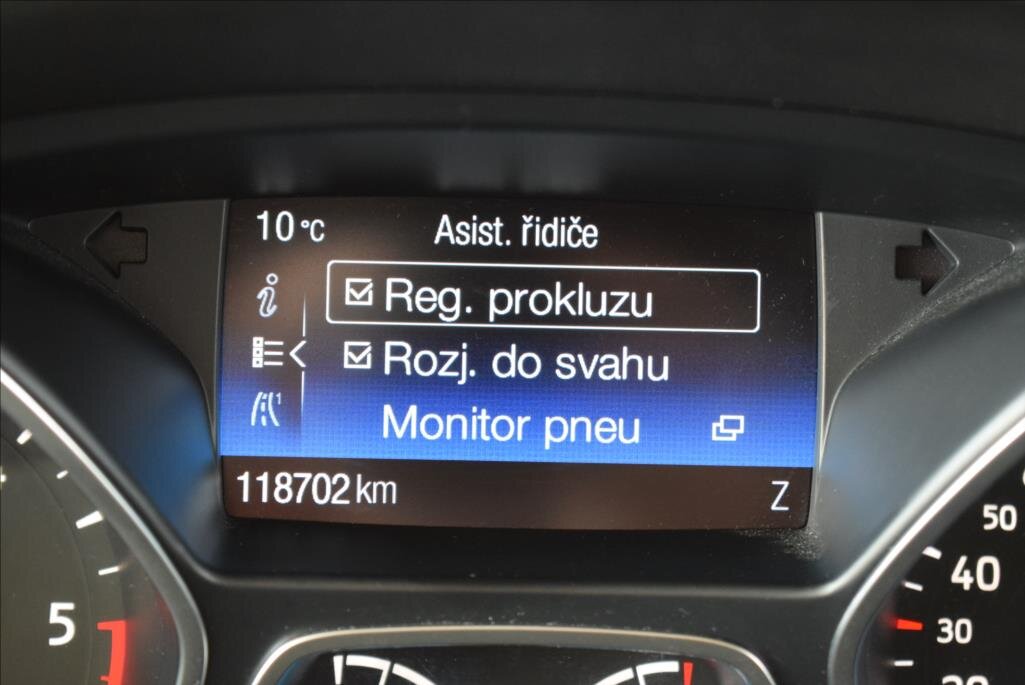 10 °C Asist. řidiče
Reg. prokluzu
Rozj. do svahu
Monitor pneu
118702 km Z
5
50
40
30